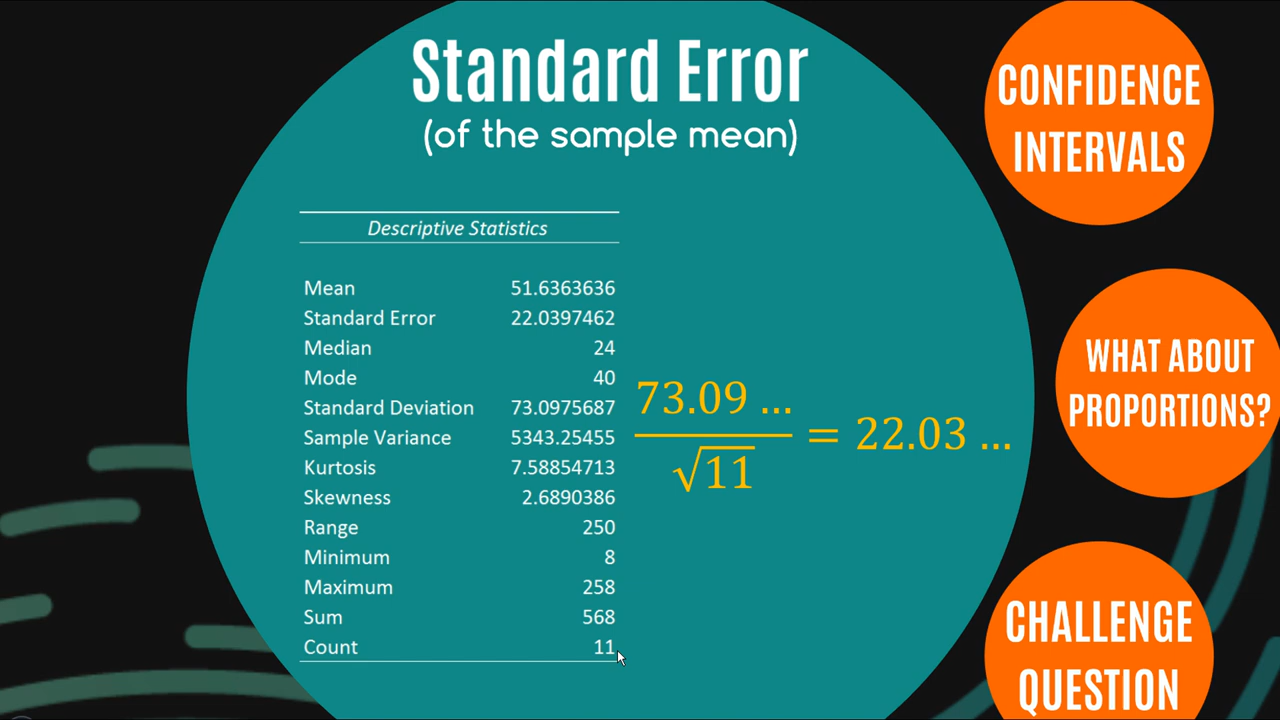 Standard Error
(of the sample mean)
Descriptive Statistics
Mean 51.6363636
Standard Error 22.0397462
Median 24
Mode 40
Standard Deviation 73.0975687
Sample Variance 5343.25455
Kurtosis 7.58854713
Skewness 2.6890386
Range 250
Minimum 8
Maximum 258
Sum 568
Count 11
73.09 ...
√11
= 22.03 ...
CONFIDENCE
INTERVALS
WHAT ABOUT
PROPORTIONS?
CHALLENGE
QUESTION